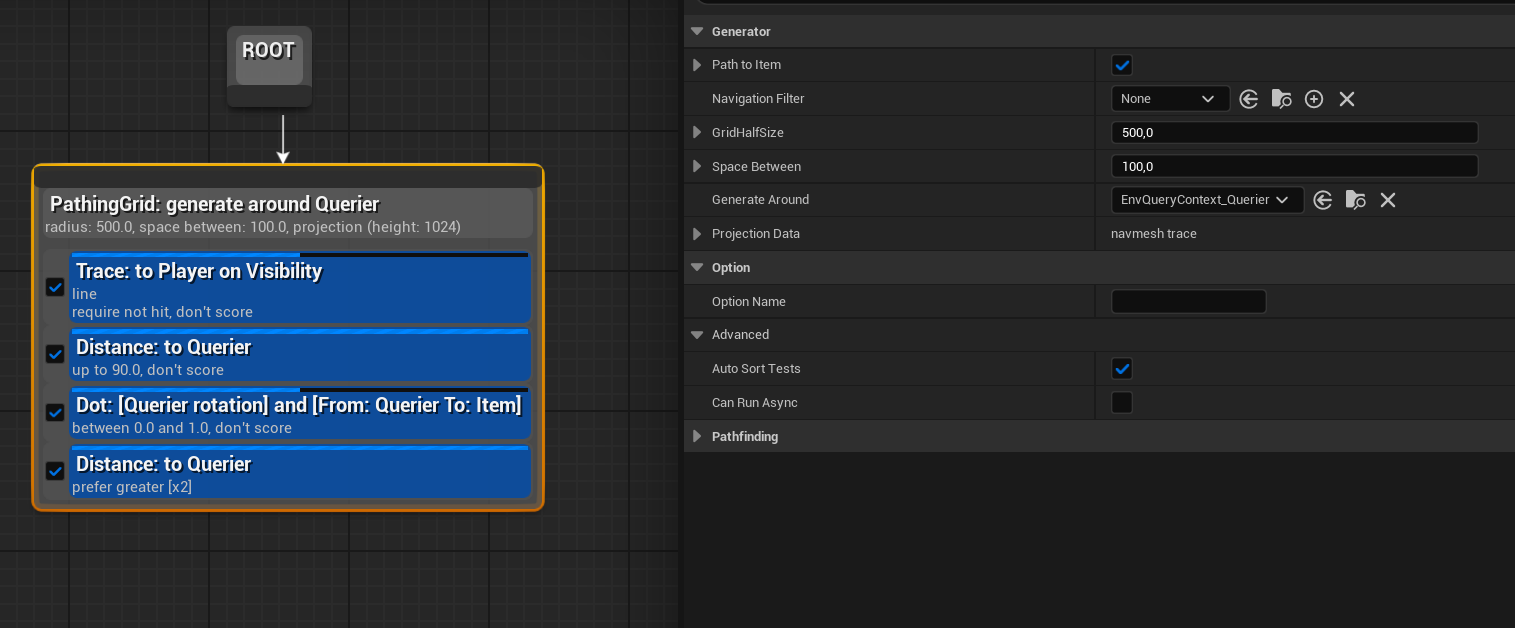 ROOT
PathingGrid: generate around Querier
radius: 500.0, space between: 100.0, projection (height: 1024)
Trace: to Player on Visibility
line
require not hit, don't score
Distance: to Querier
up to 90.0, don't score
Dot: [Querier rotation] and [From: Querier To: Item]
between 0.0 and 1.0, don't score
Distance: to Querier
prefer greater [x2]
Generator
Path to Item
Navigation Filter
None
GridHalfSize
500,0
Space Between
100,0
Generate Around
EnvQueryContext_Querier
Projection Data
navmesh trace
Option
Option Name
Advanced
Auto Sort Tests
Can Run Async
Pathfinding